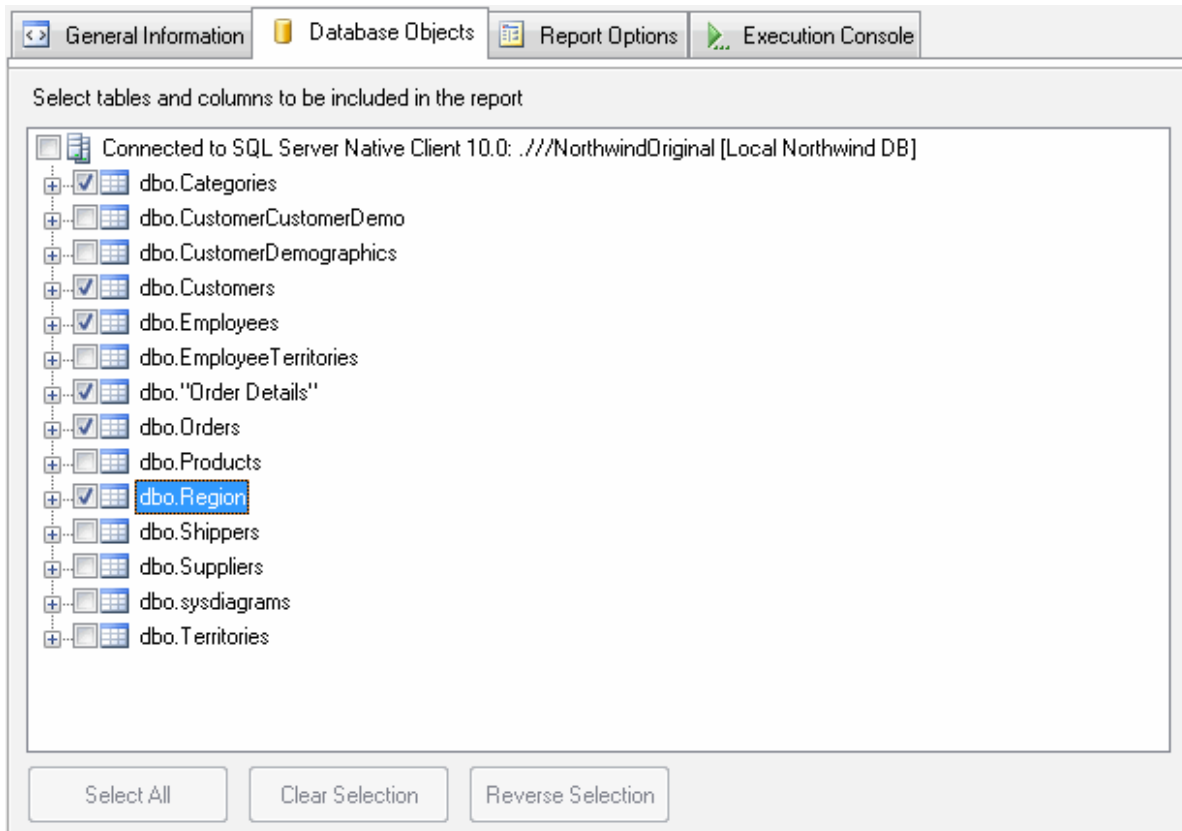 General Information Database Objects Report Options Execution Console
Select tables and columns to be included in the report
Connected to SQL Server Native Client 10.0: .///NorthwindOriginal [Local Northwind DB]
dbo.Categories
dbo.CustomerCustomerDemo
dbo.CustomerDemographics
dbo.Customers
dbo.Employees
dbo.EmployeeTerritories
dbo."Order Details"
dbo.Orders
dbo.Products
dbo.Region
dbo.Shippers
dbo.Suppliers
dbo.sysdiagrams
dbo.Territories
Select All Clear Selection Reverse Selection